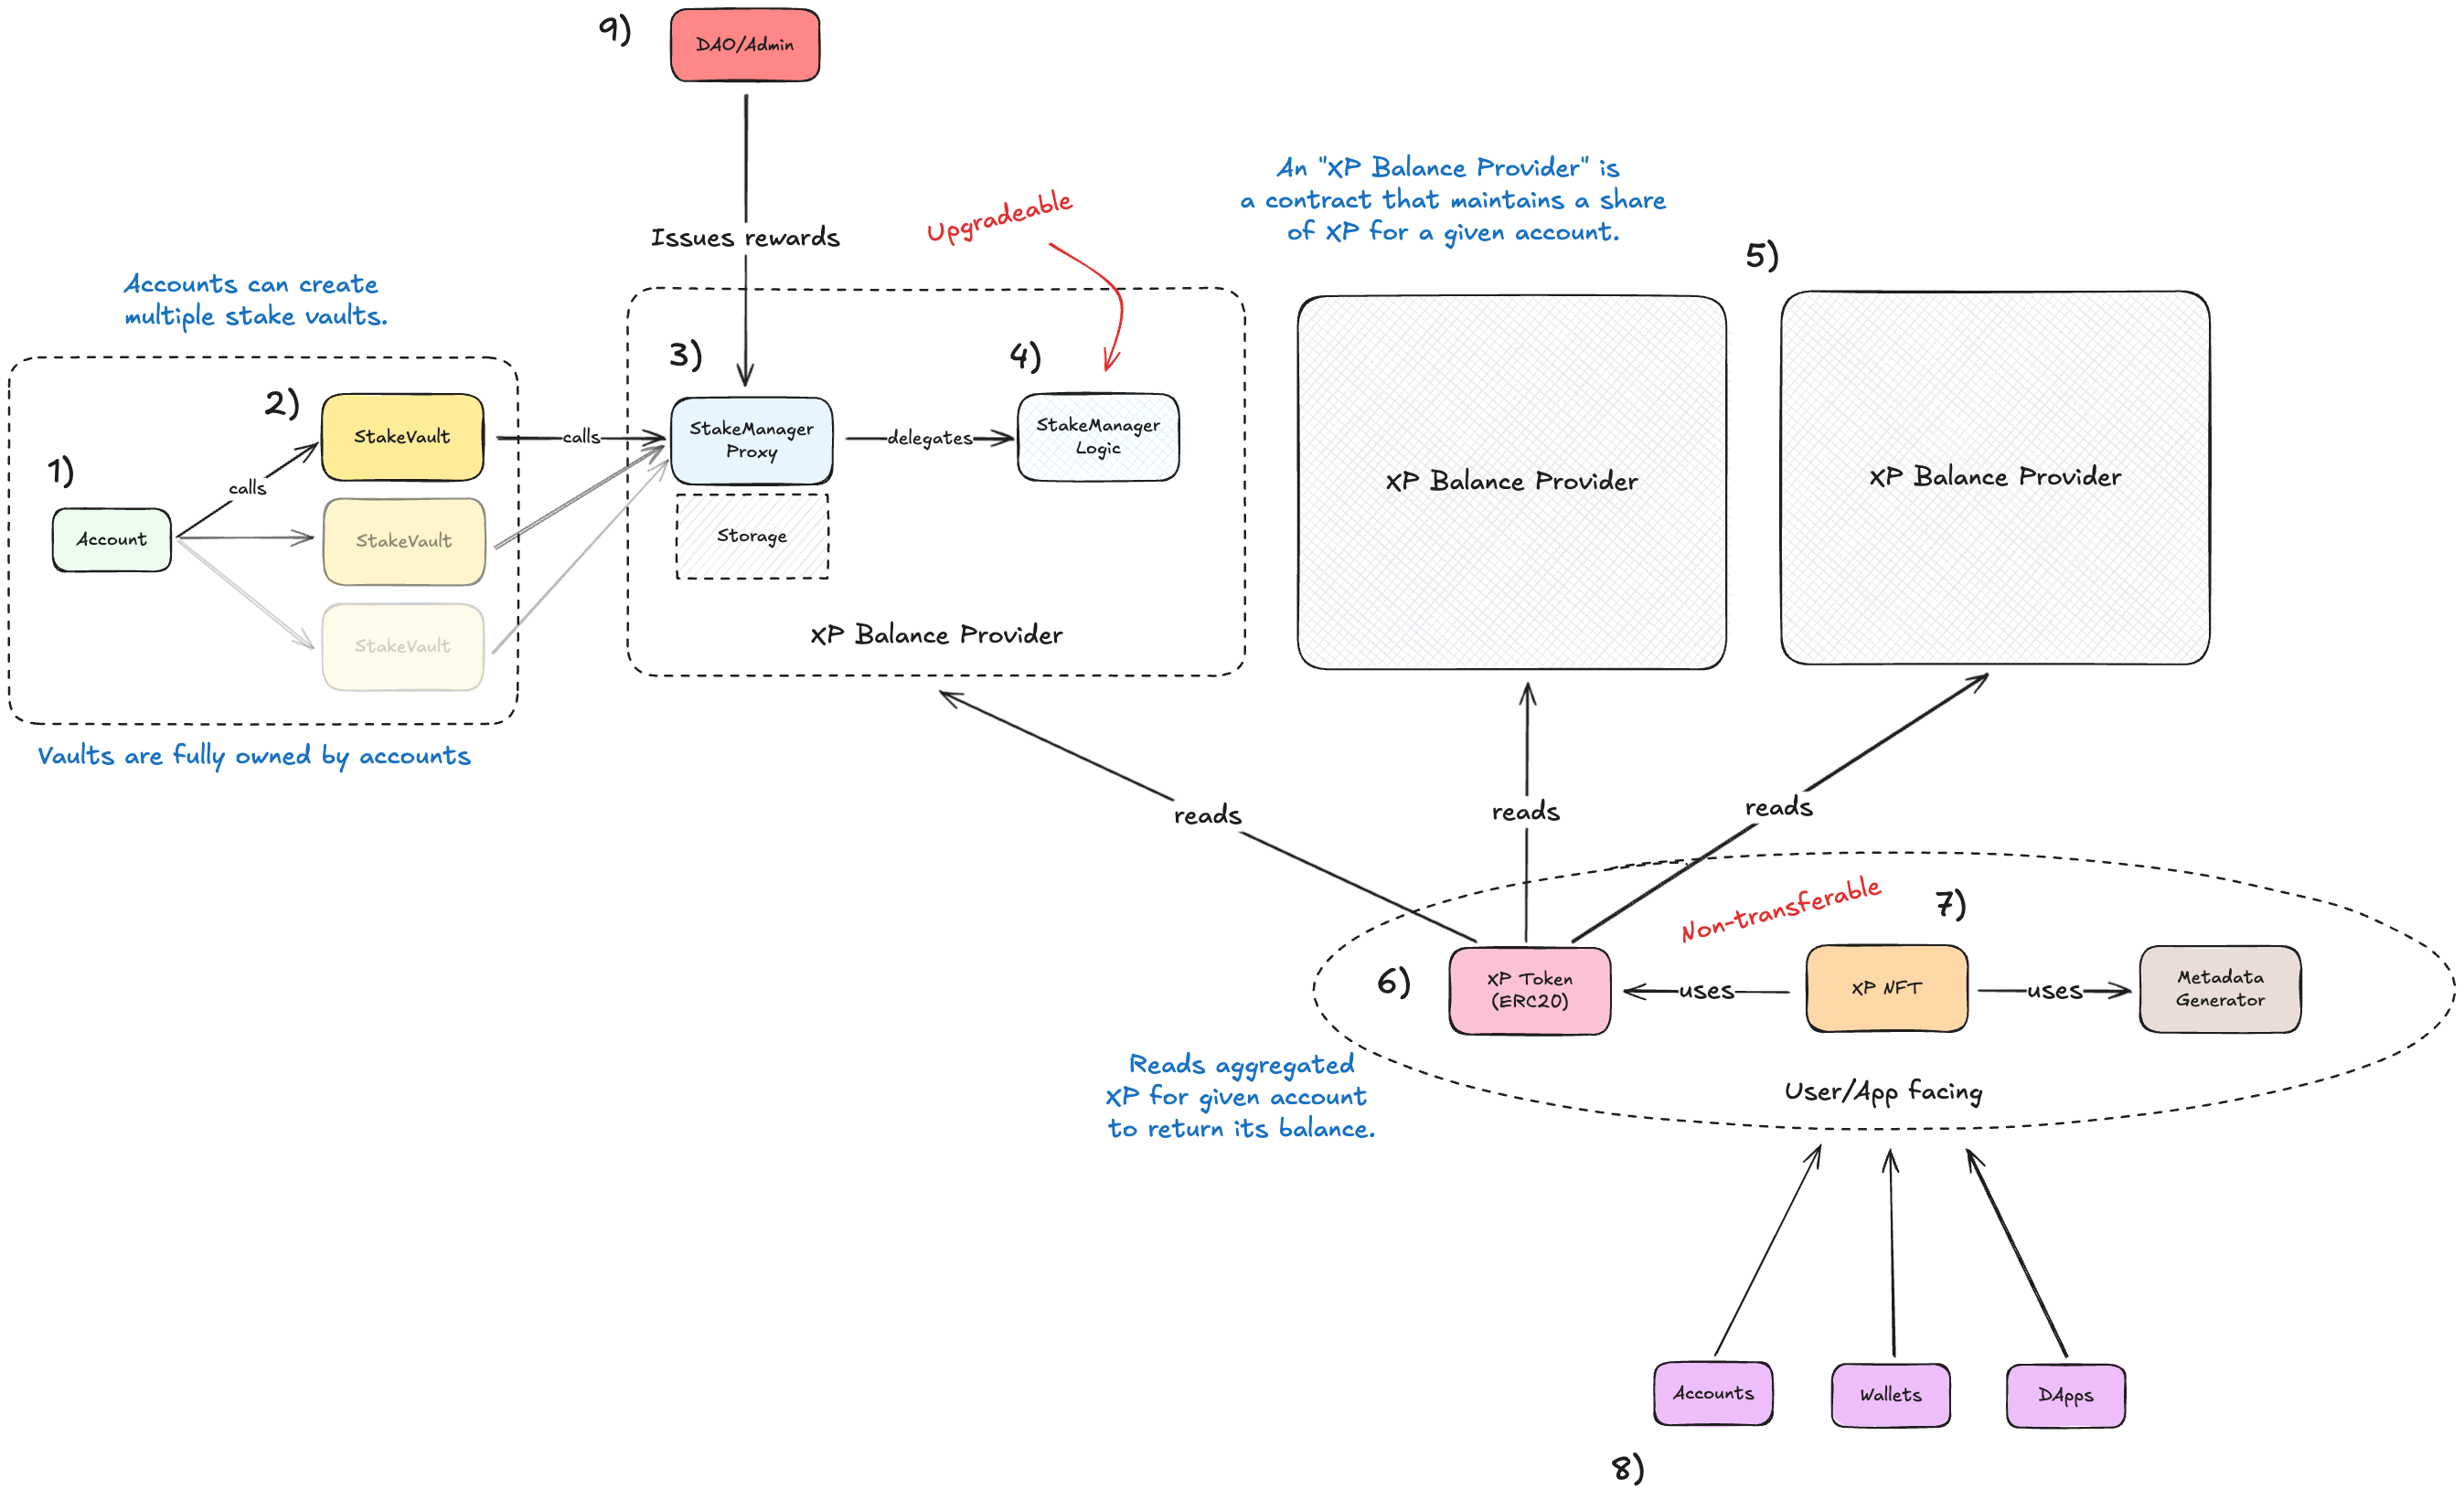 9)
DAO/Admin
Issues rewards
Upgradeable
An "XP Balance Provider" is
a contract that maintains a share
of XP for a given account.
5)
Accounts can create
multiple stake vaults.
1)
Account
calls
2)
StakeVault
StakeVault
StakeVault
Vaults are fully owned by accounts
calls
3)
StakeManager
Proxy
Storage
delegates
4)
StakeManager
Logic
XP Balance Provider
XP Balance Provider
XP Balance Provider
reads
reads
reads
Non-transferable
6)
XP Token
(ERC20)
uses
7)
XP NFT
uses
Metadata
Generator
User/App facing
Reads aggregated
XP for given account
to return its balance.
Accounts
Wallets
DApps
8)